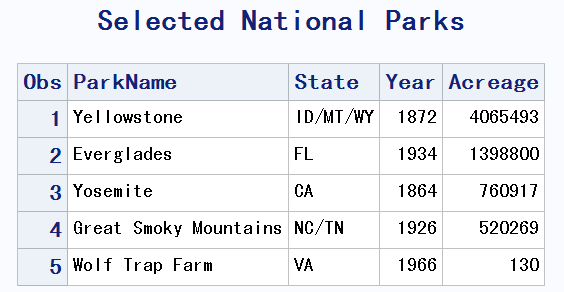 Selected National Parks
Obs ParkName State Year Acreage
1 Yellowstone ID/MT/WY 1872 4065493
2 Everglades FL 1934 1398800
3 Yosemite CA 1864 760917
4 Great Smoky Mountains NC/TN 1926 520269
5 Wolf Trap Farm VA 1966 130